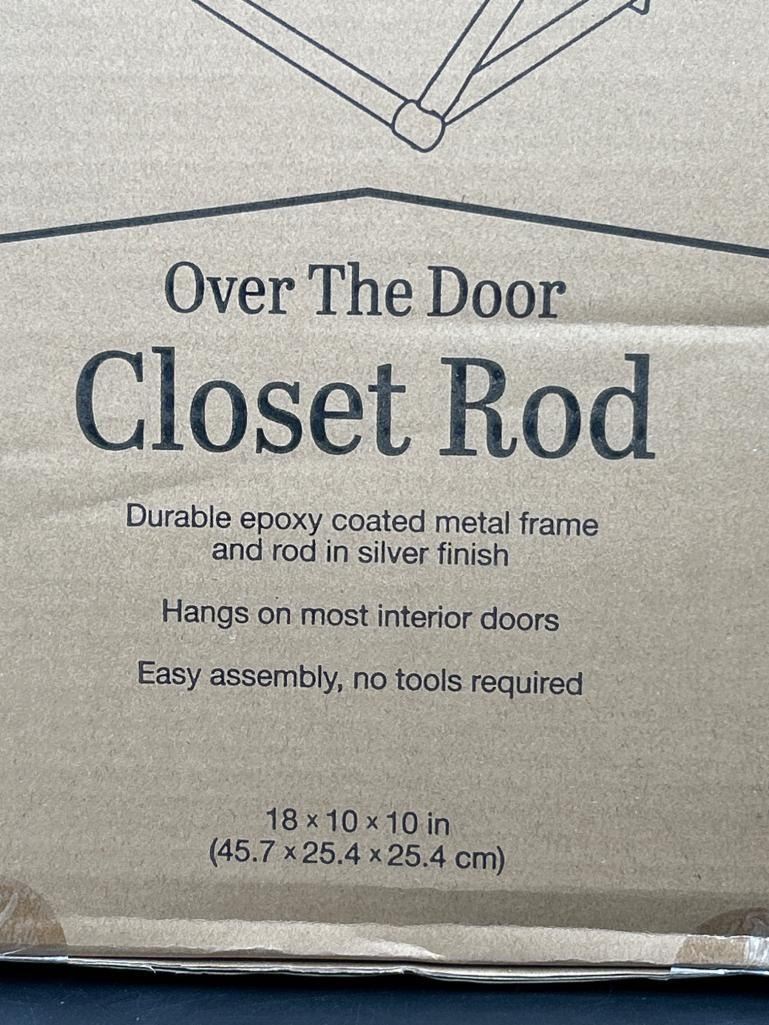 Over The Door
Closet Rod
Durable epoxy coated metal frame
and rod in silver finish
Hangs on most interior doors
Easy assembly, no tools required
18 × 10 × 10 in
(45.7 × 25.4 × 25.4 cm)